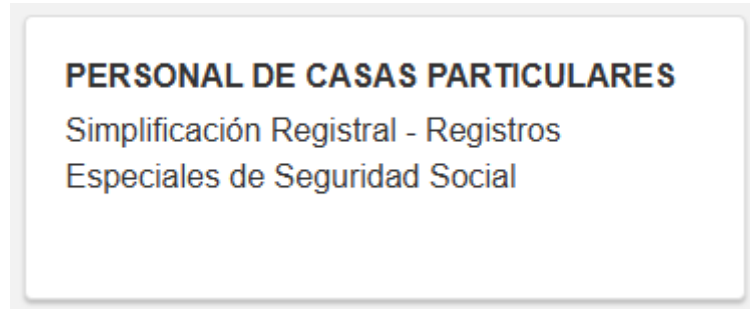 PERSONAL DE CASAS PARTICULARES
Simplificación Registral - Registros
Especiales de Seguridad Social